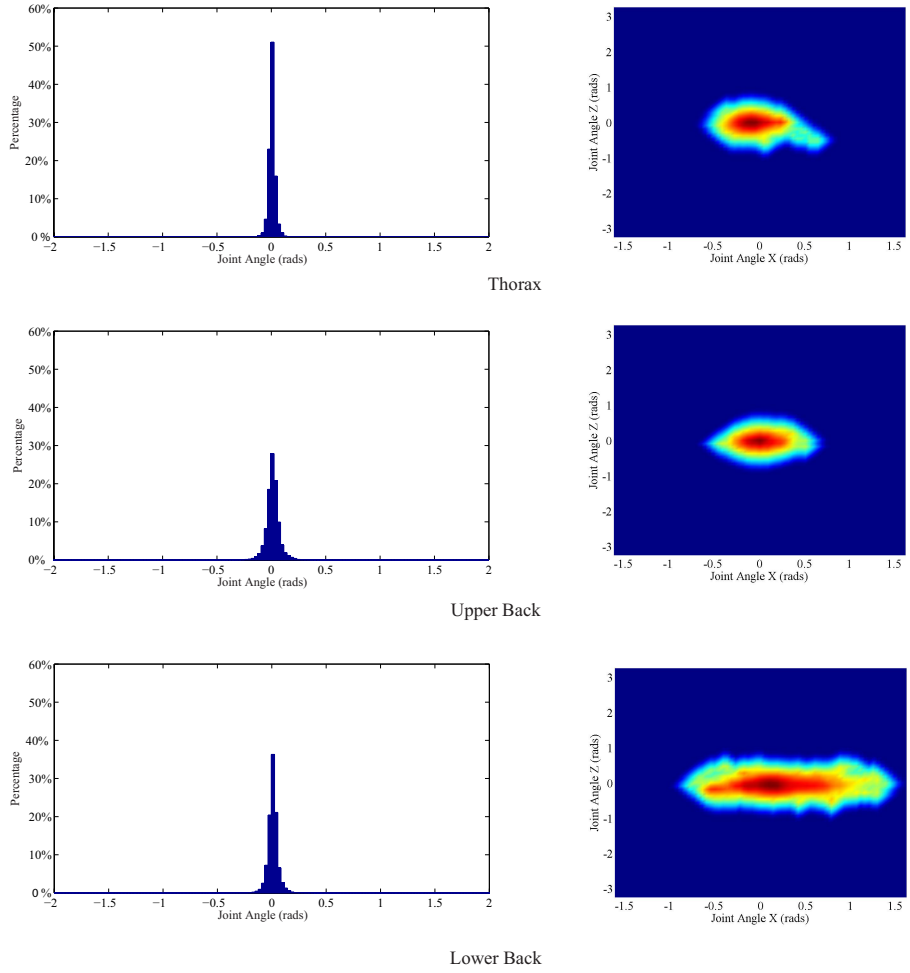 60%
50%
40%
30%
20%
10%
0 %
Percentage
−2 −1.5 −1 −0.5 0 0.5 1 1.5 2
Joint Angle (rads)
3
2
1
0
-1
-2
-3
Joint Angle Z (rads)
-1.5 -1 -0.5 0 0.5 1 1.5
Joint Angle X (rads)
Thorax
60%
50%
40%
30%
20%
10%
0%
Percentage
−2 −1.5 −1 −0.5 0 0.5 1 1.5 2
Joint Angle (rads)
3
2
1
0
-1
-2
-3
Joint Angle Z (rads)
-1.5 -1 -0.5 0 0.5 1 1.5
Joint Angle X (rads)
Upper Back
60%
50%
40%
30%
20%
10%
0 %
Percentage
−2 −1.5 −1 −0.5 0 0.5 1 1.5 2
Joint Angle (rads)
3
2
1
0
-1
-2
-3
Joint Angle Z (rads)
-1.5 -1 -0.5 0 0.5 1 1.5
Joint Angle X (rads)
Lower Back